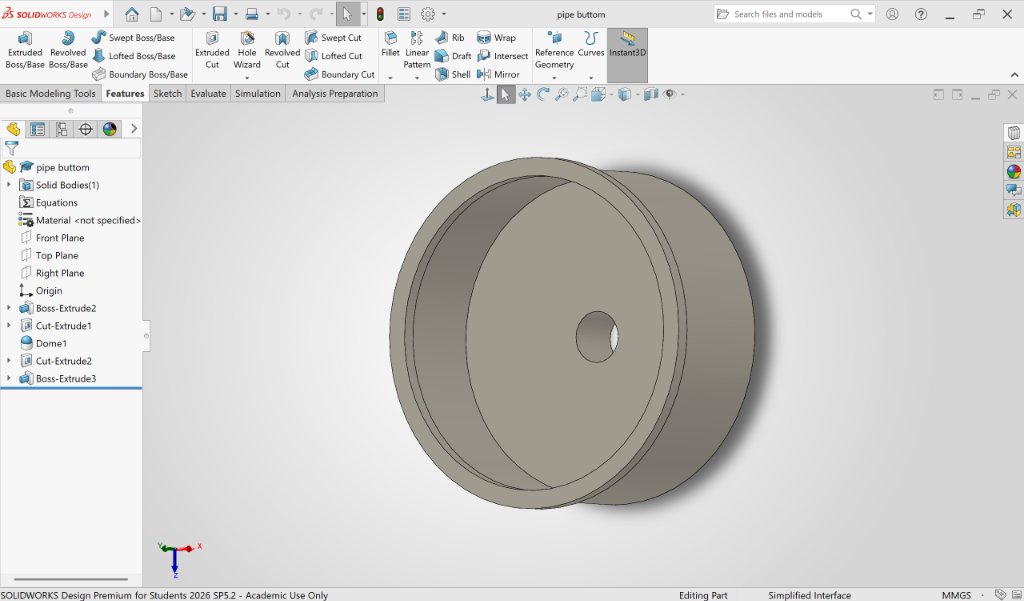 SOLIDWORKS Design
pipe buttom
Search files and models
Extruded Boss/Base
Revolved Boss/Base
Swept Boss/Base
Lofted Boss/Base
Boundary Boss/Base
Extruded Cut
Hole Wizard
Revolved Cut
Swept Cut
Lofted Cut
Boundary Cut
Fillet
Linear Pattern
Rib
Draft
Shell
Wrap
Intersect
Mirror
Reference Geometry
Curves
Instant3D
Basic Modeling Tools
Features
Sketch
Evaluate
Simulation
Analysis Preparation
pipe buttom
Solid Bodies(1)
Equations
Material <not specified>
Front Plane
Top Plane
Right Plane
Origin
Boss-Extrude2
Cut-Extrude1
Dome1
Cut-Extrude2
Boss-Extrude3
Y
X
Z
SOLIDWORKS Design Premium for Students 2026 SP5.2 - Academic Use Only
Editing Part
Simplified Interface
MMGS